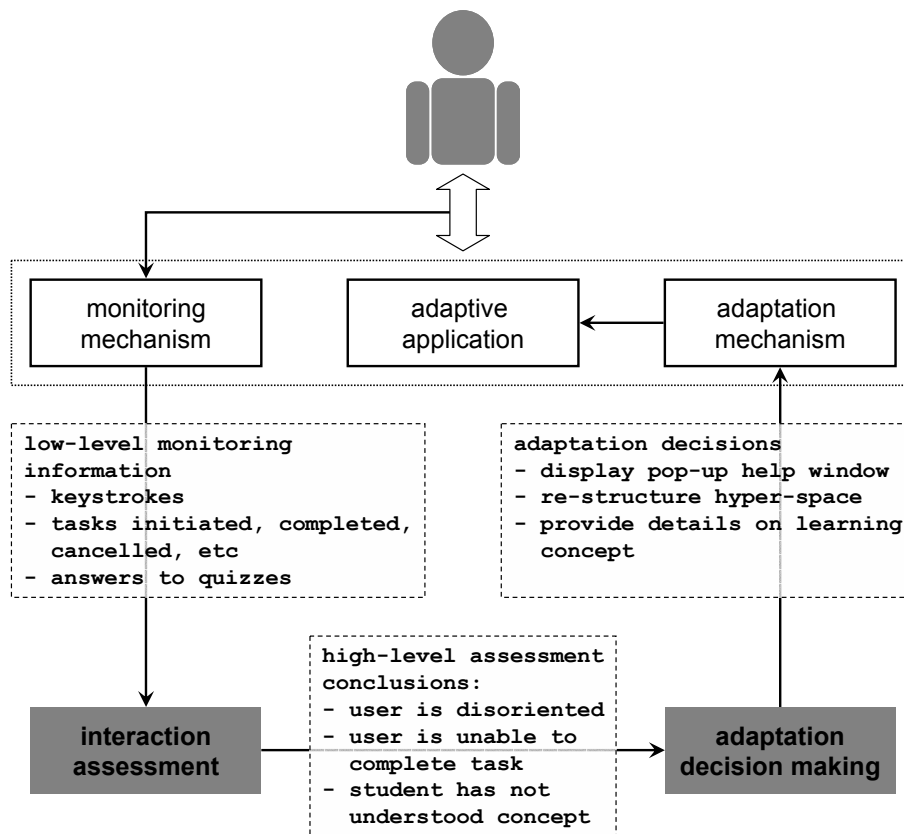 monitoring
mechanism
adaptive
application
adaptation
mechanism
low-level monitoring
information
- keystrokes
- tasks initiated, completed,
cancelled, etc
- answers to quizzes
adaptation decisions
- display pop-up help window
- re-structure hyper-space
- provide details on learning
concept
high-level assessment
conclusions:
- user is disoriented
- user is unable to
complete task
- student has not
understood concept
interaction
assessment
adaptation
decision making